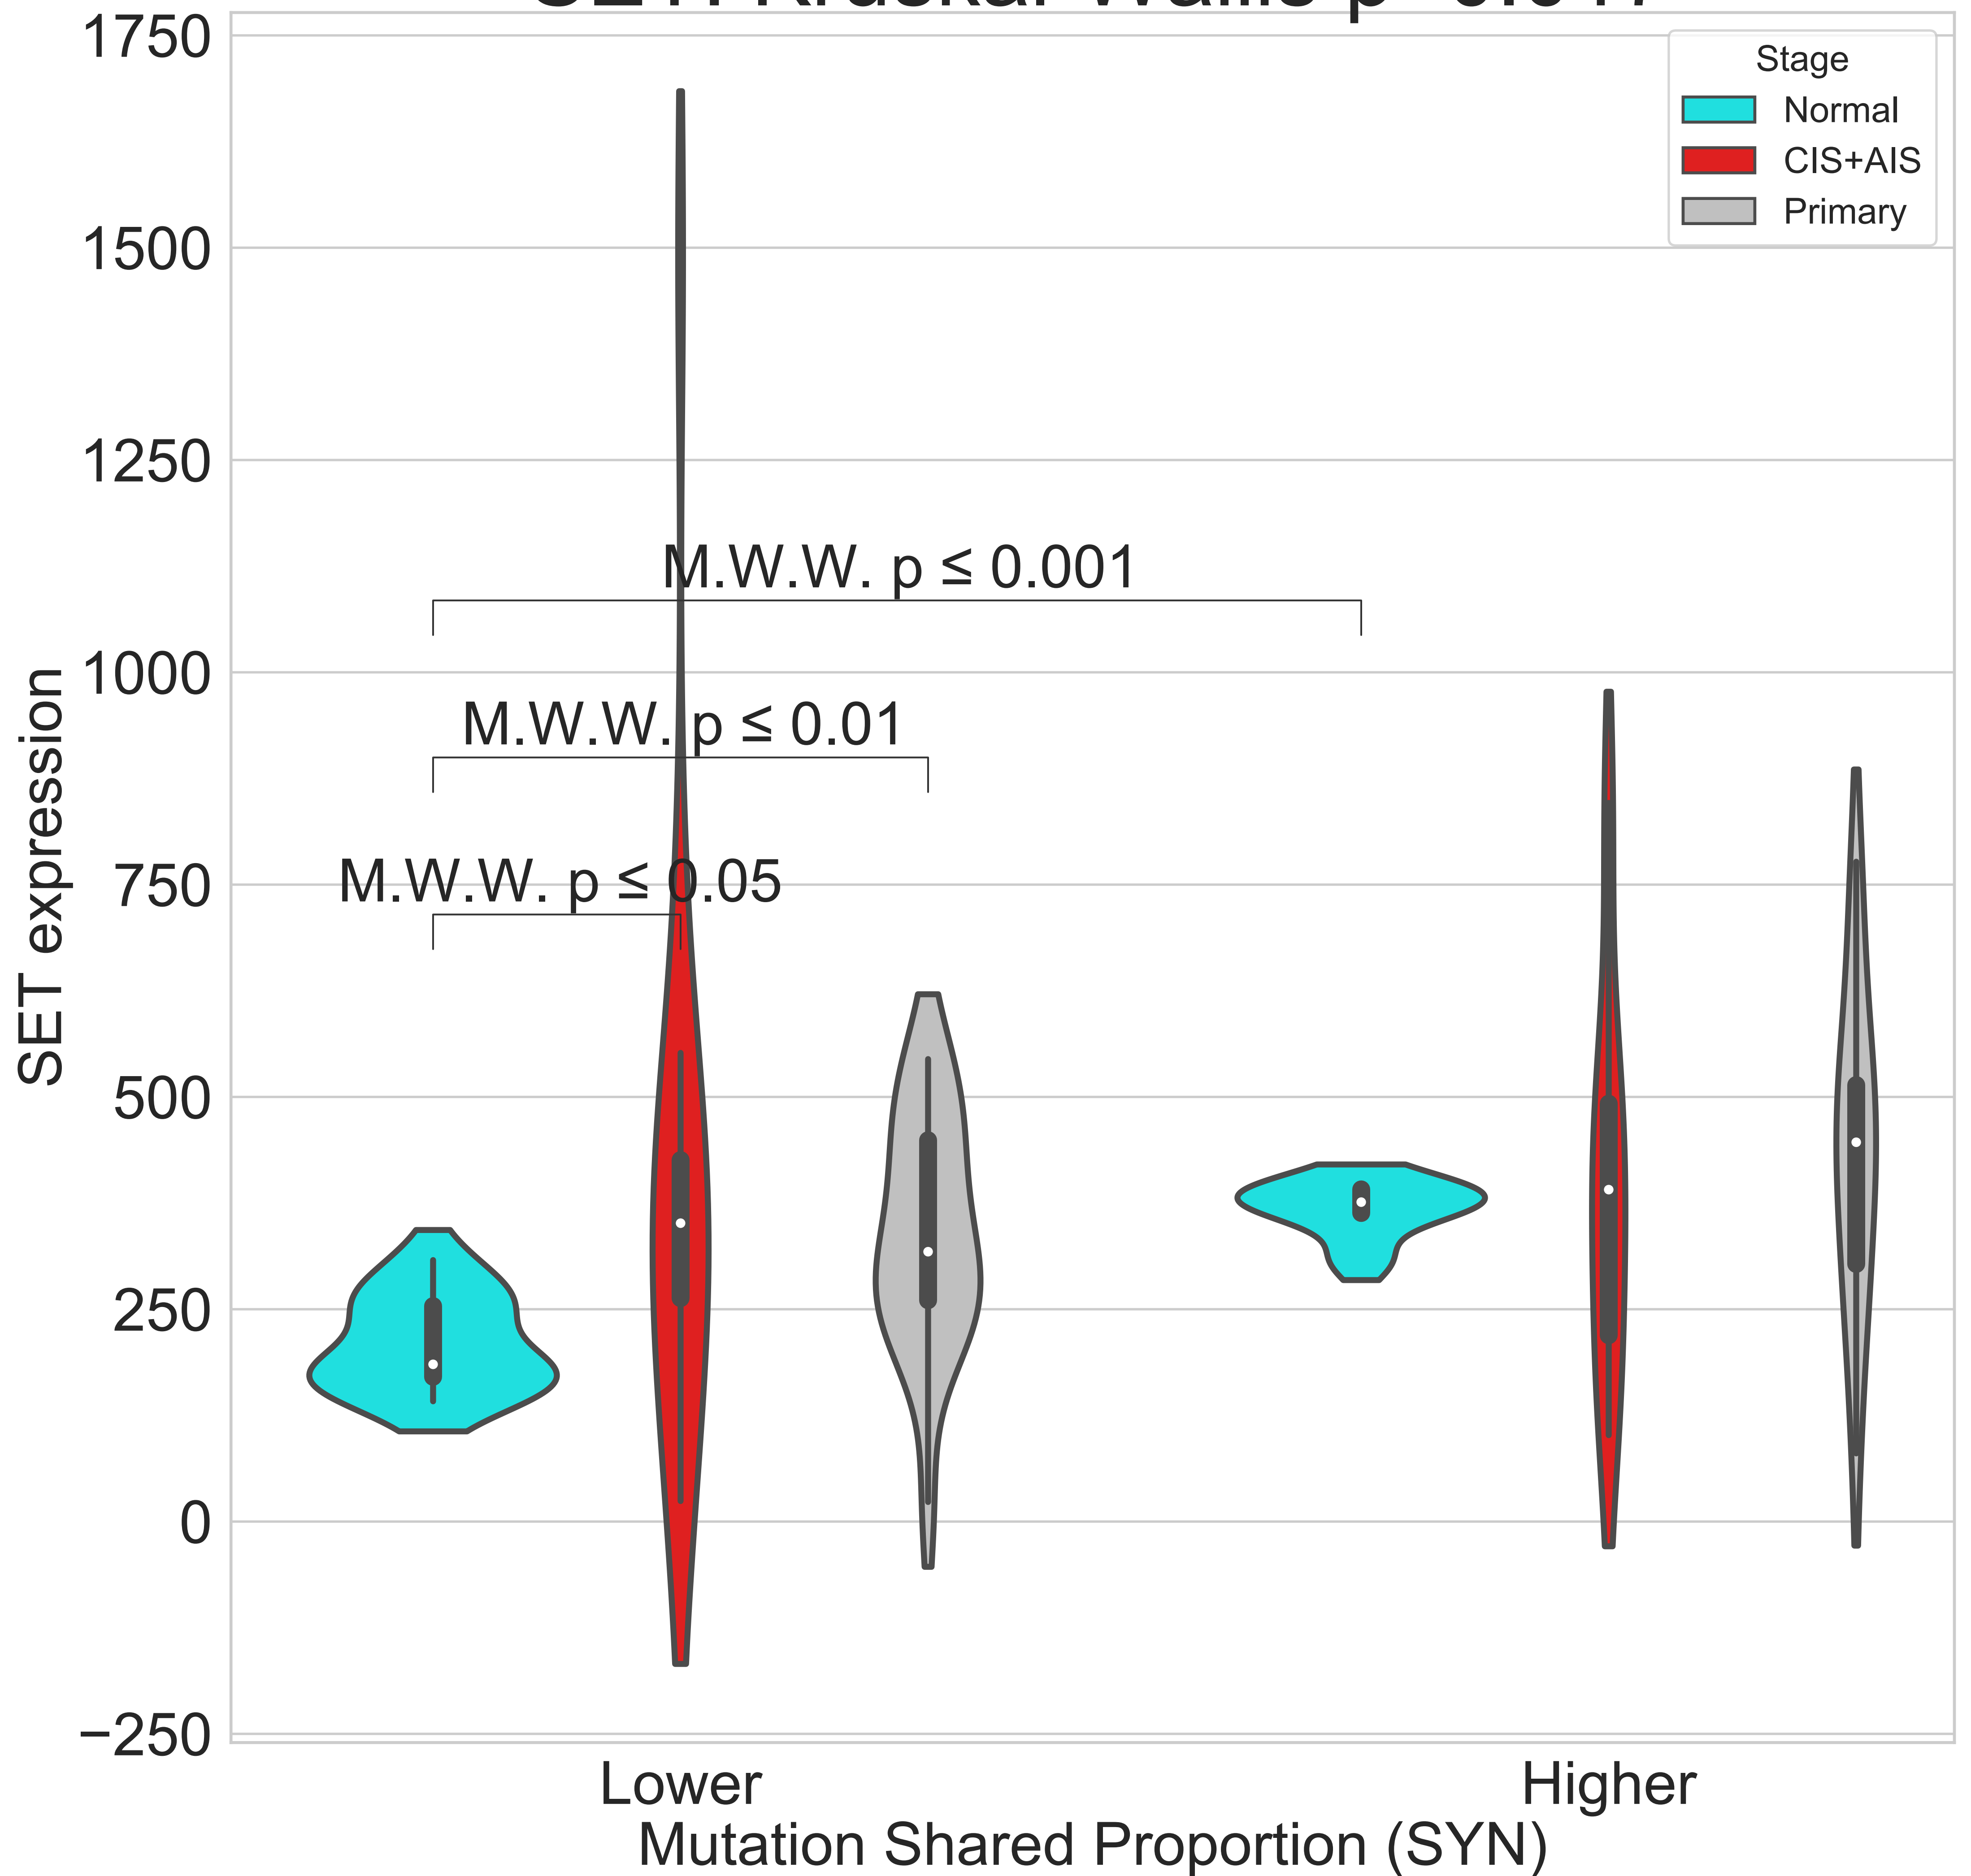 1750
1500
1250
1000
750
500
250
0
−250
SET expression
Stage
Normal
CIS+AIS
Primary
M.W.W. p ≤ 0.001
M.W.W. p ≤ 0.01
M.W.W. p ≤ 0.05
Lower
Higher
Mutation Shared Proportion (SYN)